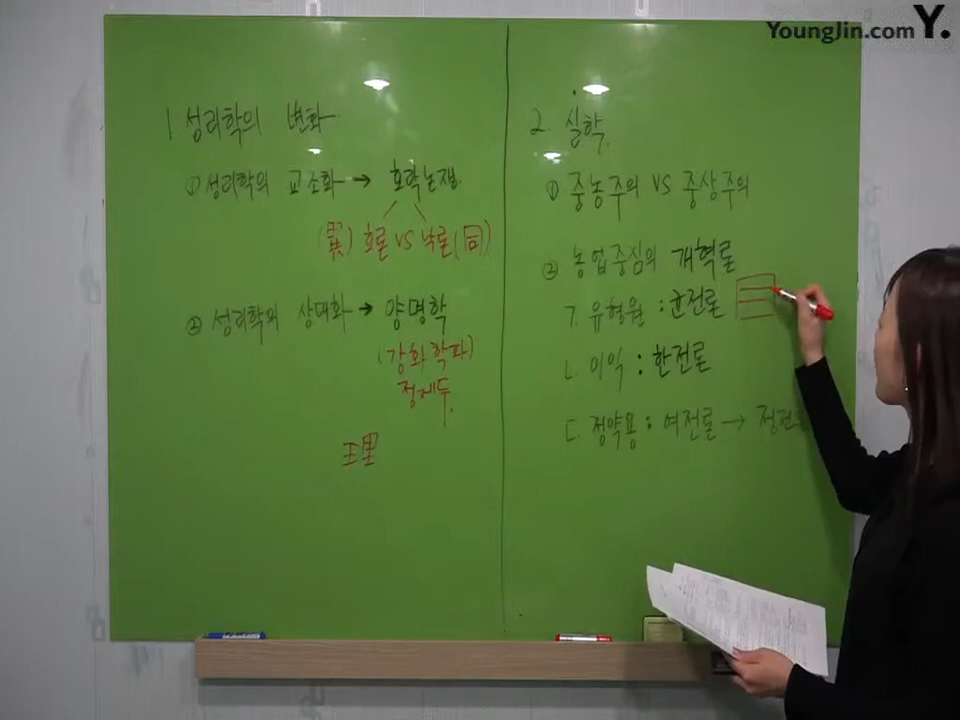 YoungJin.com Y.
1 성리학의 변화
① 성리학의 교조화 → 호락논쟁
(異) 호론 VS 낙론 (同)
② 성리학의 상대화 → 양명학
(강화학파)
정제두
王里
2. 실학
① 중농주의 VS 중상주의
② 농업중심의 개혁론
ㄱ. 유형원 : 균전론
ㄴ. 이익 : 한전론
ㄷ. 정약용 : 여전론 → 정전